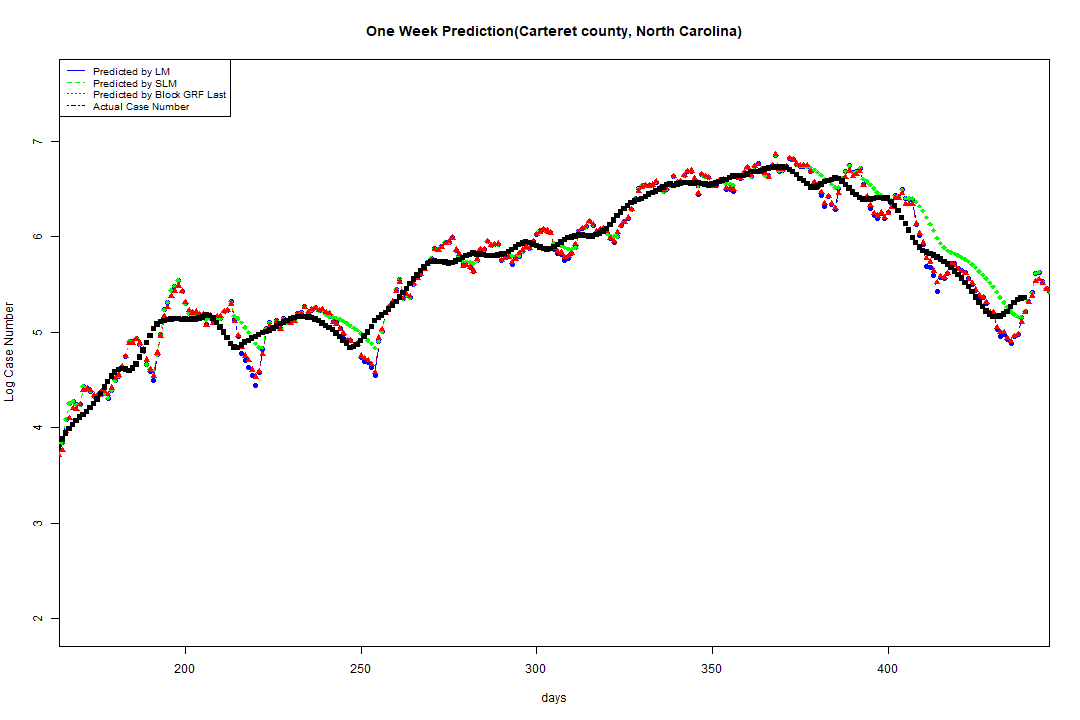 One Week Prediction(Carteret county, North Carolina)
Predicted by LM
Predicted by SLM
Predicted by Block GRF Last
Actual Case Number
7
6
5
4
3
2
Log Case Number
200 250 300 350 400
days